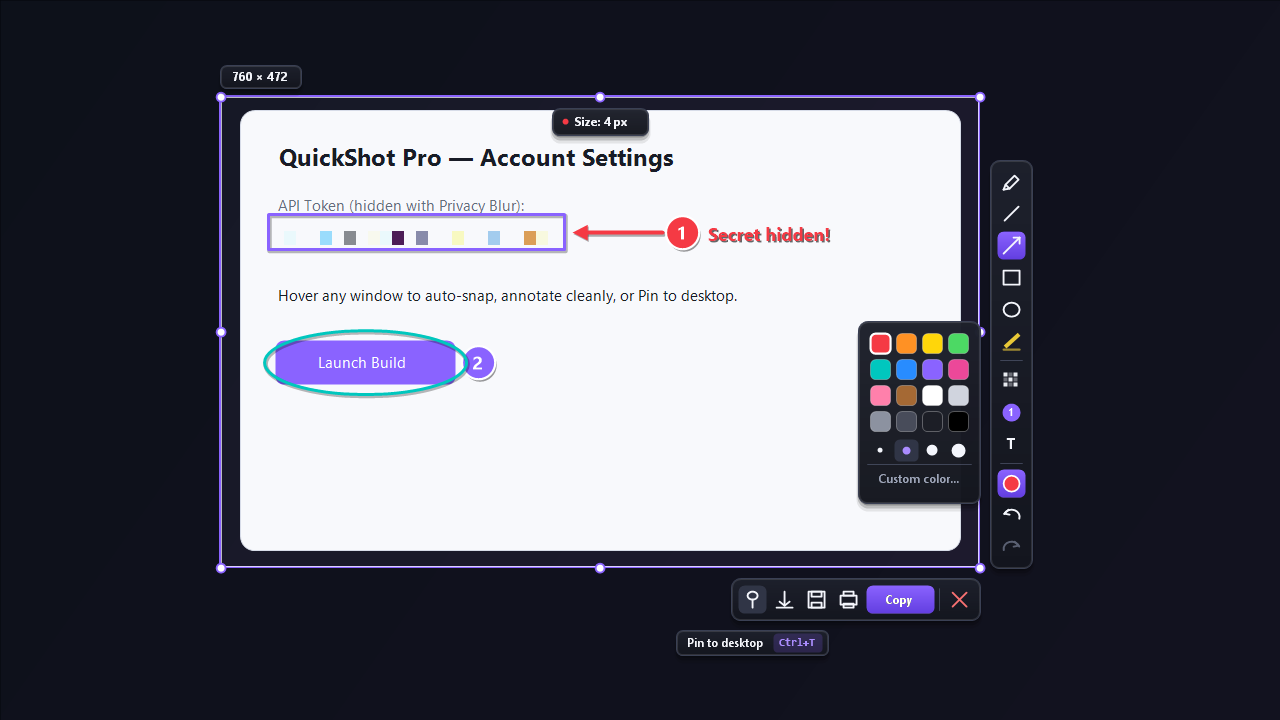 760 × 472
Size: 4 px
QuickShot Pro — Account Settings
API Token (hidden with Privacy Blur):
1
Secret hidden!
Hover any window to auto-snap, annotate cleanly, or Pin to desktop.
Launch Build
2
1
T
Custom color...
Copy
Pin to desktop Ctrl+T